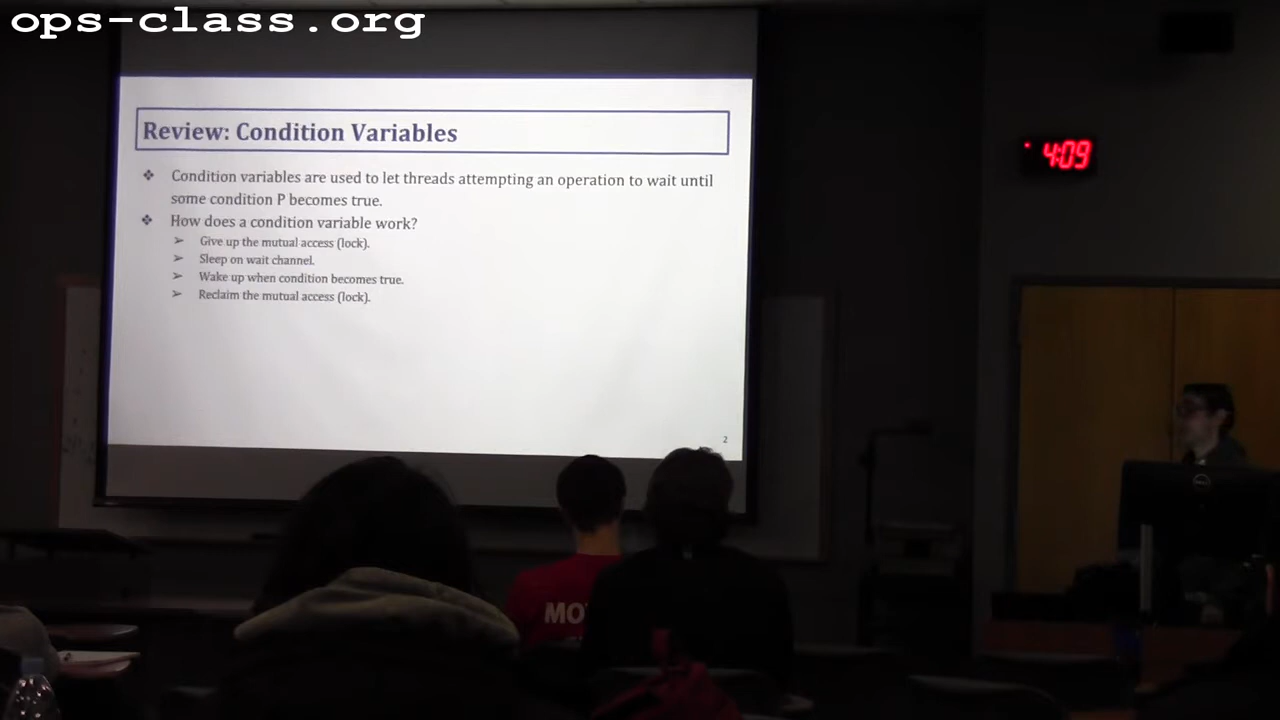 ops-class.org
Review: Condition Variables
❖ Condition variables are used to let threads attempting an operation to wait until
some condition P becomes true.
❖ How does a condition variable work?
➢ Give up the mutual access (lock).
➢ Sleep on wait channel.
➢ Wake up when condition becomes true.
➢ Reclaim the mutual access (lock).
2
4:09
MO